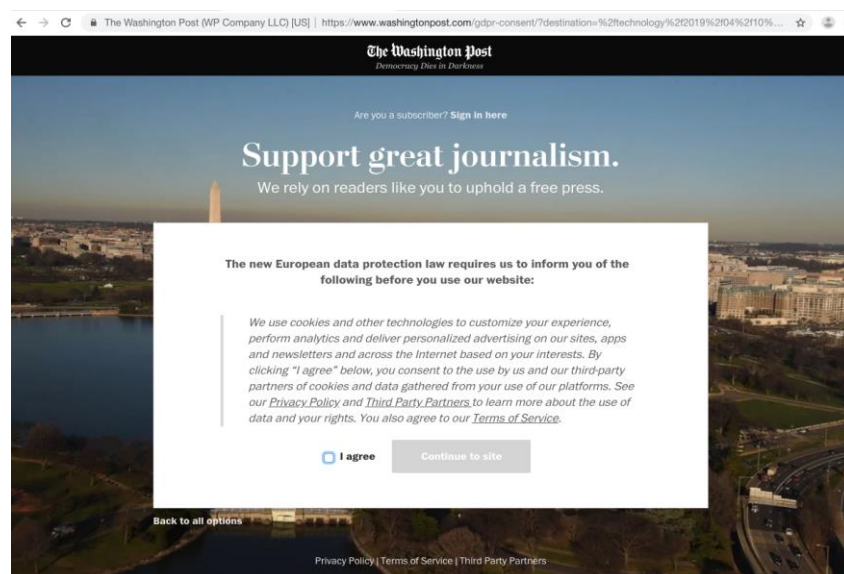 The Washington Post (WP Company LLC) [US] | https://www.washingtonpost.com/gdpr-consent/?destination=%2ftechnology%2f2019%2f04%2f10%...
The Washington Post
Democracy Dies in Darkness
Are you a subscriber? Sign in here
Support great journalism.
We rely on readers like you to uphold a free press.
The new European data protection law requires us to inform you of the
following before you use our website:
We use cookies and other technologies to customize your experience,
perform analytics and deliver personalized advertising on our sites, apps
and newsletters and across the Internet based on your interests. By
clicking “I agree” below, you consent to the use by us and our third-party
partners of cookies and data gathered from your use of our platforms. See
our Privacy Policy and Third Party Partners to learn more about the use of
data and your rights. You also agree to our Terms of Service.
I agree
Continue to site
Back to all options
Privacy Policy | Terms of Service | Third Party Partners